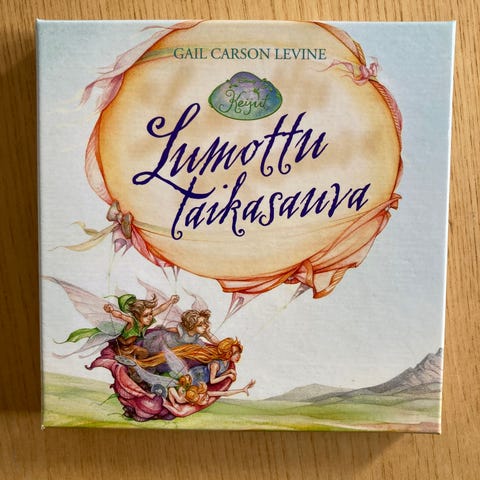 GAIL CARSON LEVINE
Keijut
Lumottu
taikasauva